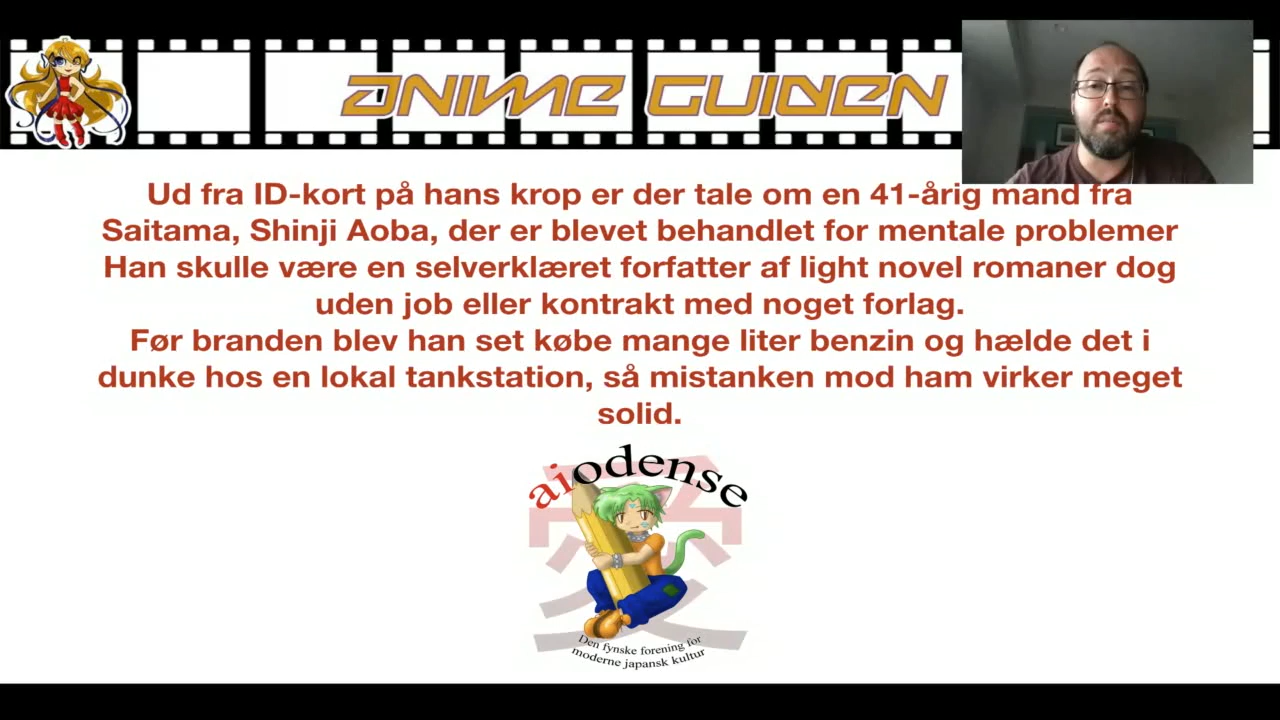 ANIME GUIDEN
Ud fra ID-kort på hans krop er der tale om en 41-årig mand fra
Saitama, Shinji Aoba, der er blevet behandlet for mentale problemer
Han skulle være en selverklæret forfatter af light novel romaner dog
uden job eller kontrakt med noget forlag.
Før branden blev han set købe mange liter benzin og hælde det i
dunke hos en lokal tankstation, så mistanken mod ham virker meget
solid.
aiodense
愛
Den fynske forening for
moderne japansk kultur